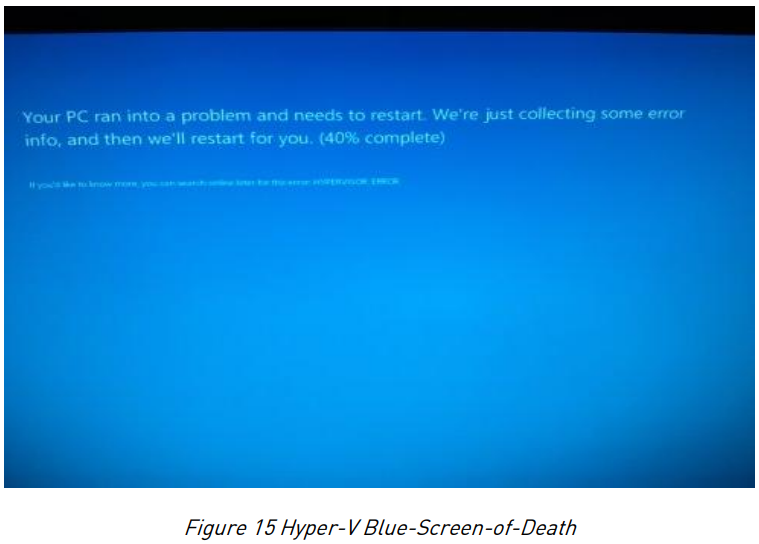 Your PC ran into a problem and needs to restart. We're just collecting some error
info, and then we'll restart for you. (40% complete)
If you'd like to know more, you can search online later for this error: HYPERVISOR_ERROR
Figure 15 Hyper-V Blue-Screen-of-Death